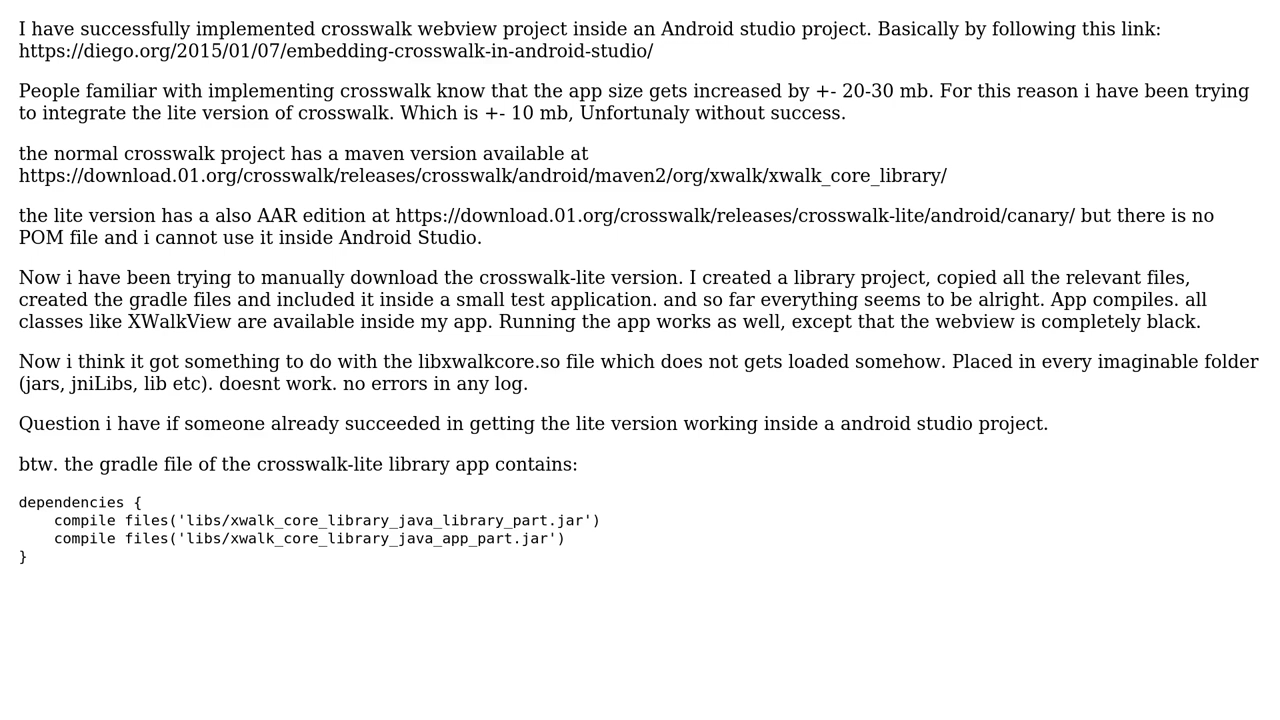 I have successfully implemented crosswalk webview project inside an Android studio project. Basically by following this link:
https://diego.org/2015/01/07/embedding-crosswalk-in-android-studio/
People familiar with implementing crosswalk know that the app size gets increased by +- 20-30 mb. For this reason i have been trying
to integrate the lite version of crosswalk. Which is +- 10 mb, Unfortunaly without success.
the normal crosswalk project has a maven version available at
https://download.01.org/crosswalk/releases/crosswalk/android/maven2/org/xwalk/xwalk_core_library/
the lite version has a also AAR edition at https://download.01.org/crosswalk/releases/crosswalk-lite/android/canary/ but there is no
POM file and i cannot use it inside Android Studio.
Now i have been trying to manually download the crosswalk-lite version. I created a library project, copied all the relevant files,
created the gradle files and included it inside a small test application. and so far everything seems to be alright. App compiles. all
classes like XWalkView are available inside my app. Running the app works as well, except that the webview is completely black.
Now i think it got something to do with the libxwalkcore.so file which does not gets loaded somehow. Placed in every imaginable folder
(jars, jniLibs, lib etc). doesnt work. no errors in any log.
Question i have if someone already succeeded in getting the lite version working inside a android studio project.
btw. the gradle file of the crosswalk-lite library app contains:
dependencies {
    compile files('libs/xwalk_core_library_java_library_part.jar')
    compile files('libs/xwalk_core_library_java_app_part.jar')
}